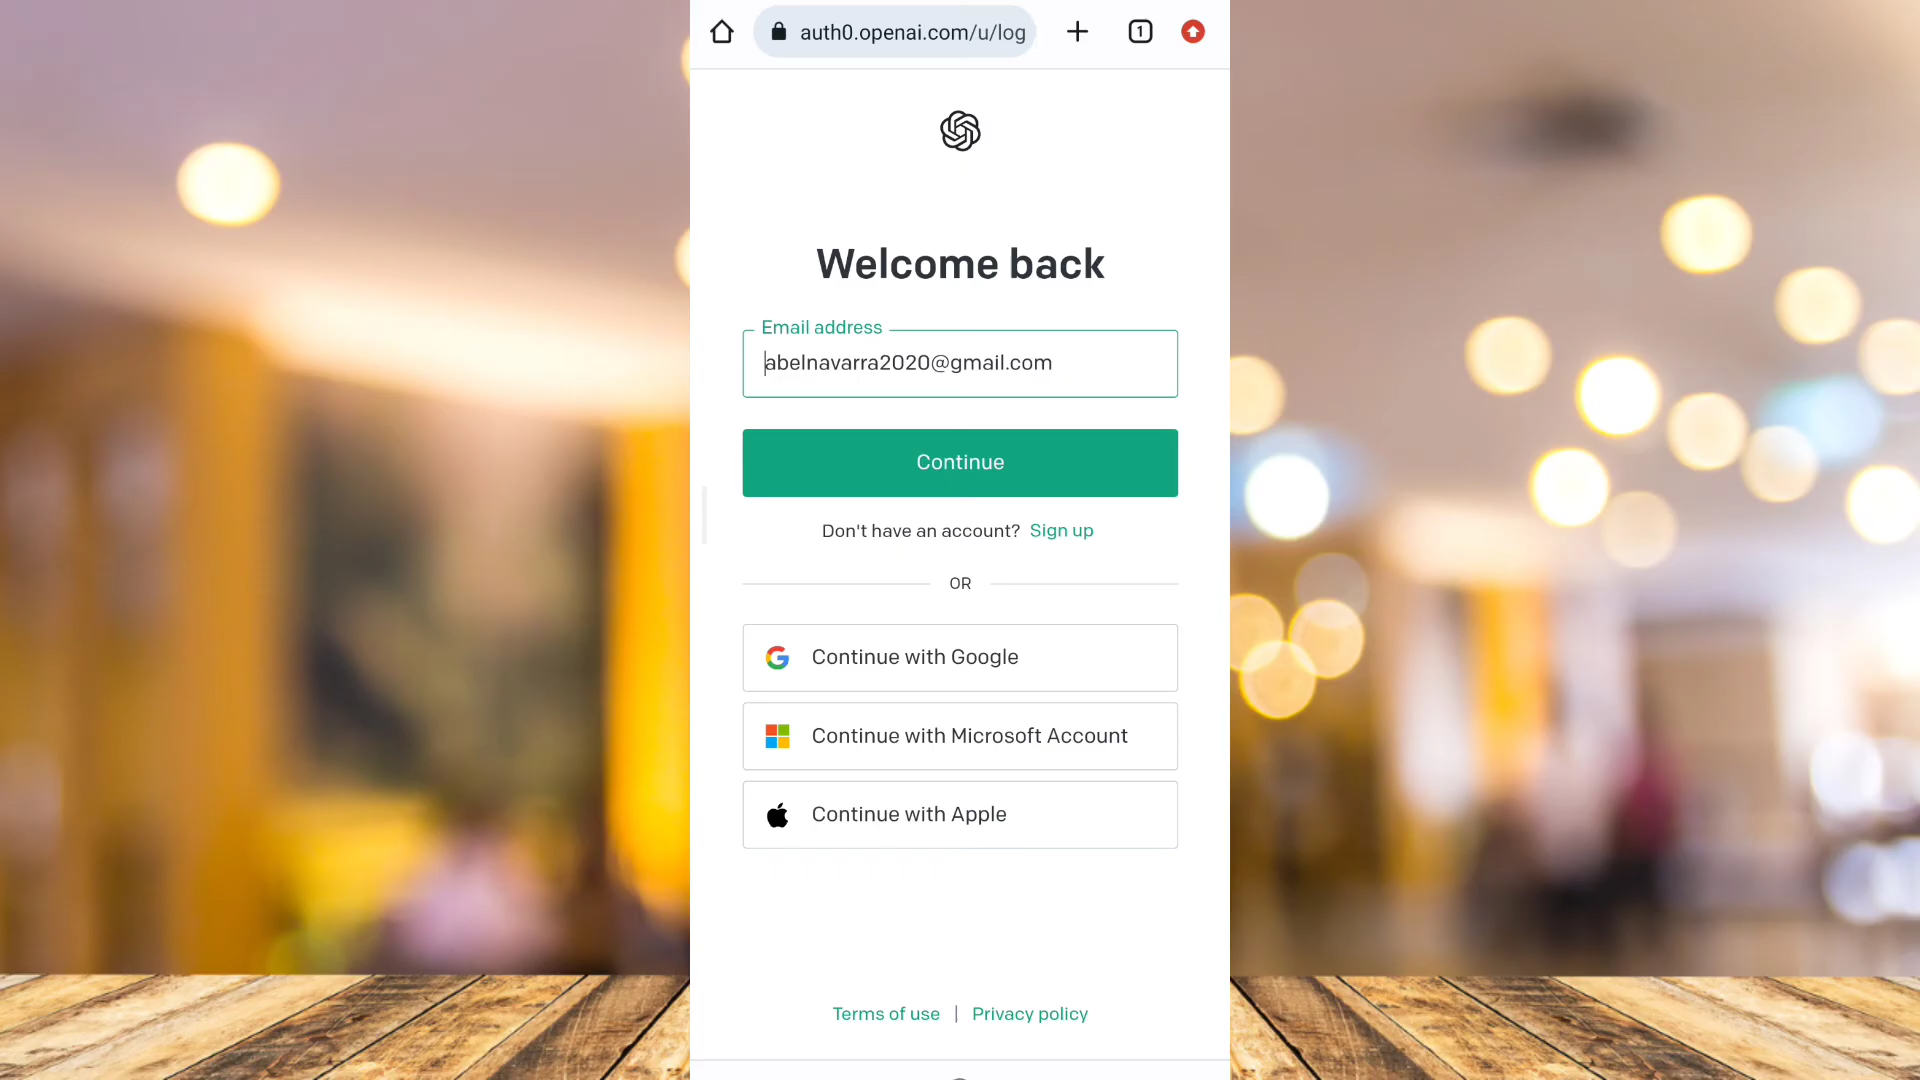 auth0.openai.com/u/log
1
Welcome back
Email address
abelnavarra2020@gmail.com
Continue
Don't have an account? Sign up
OR
Continue with Google
Continue with Microsoft Account
Continue with Apple
Terms of use | Privacy policy